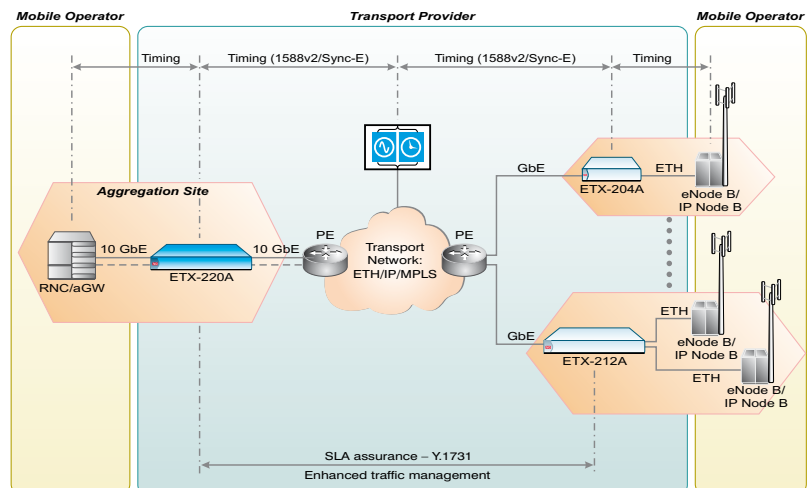 Mobile Operator
Transport Provider
Mobile Operator
Timing
Timing (1588v2/Sync-E)
Timing (1588v2/Sync-E)
Timing
GbE
ETX-204A
ETH
eNode B/
IP Node B
Aggregation Site
RNC/aGW
10 GbE
ETX-220A
10 GbE
PE
Transport
Network:
ETH/IP/MPLS
PE
GbE
ETX-212A
ETH
eNode B/
IP Node B
ETH
eNode B/
IP Node B
SLA assurance – Y.1731
Enhanced traffic management